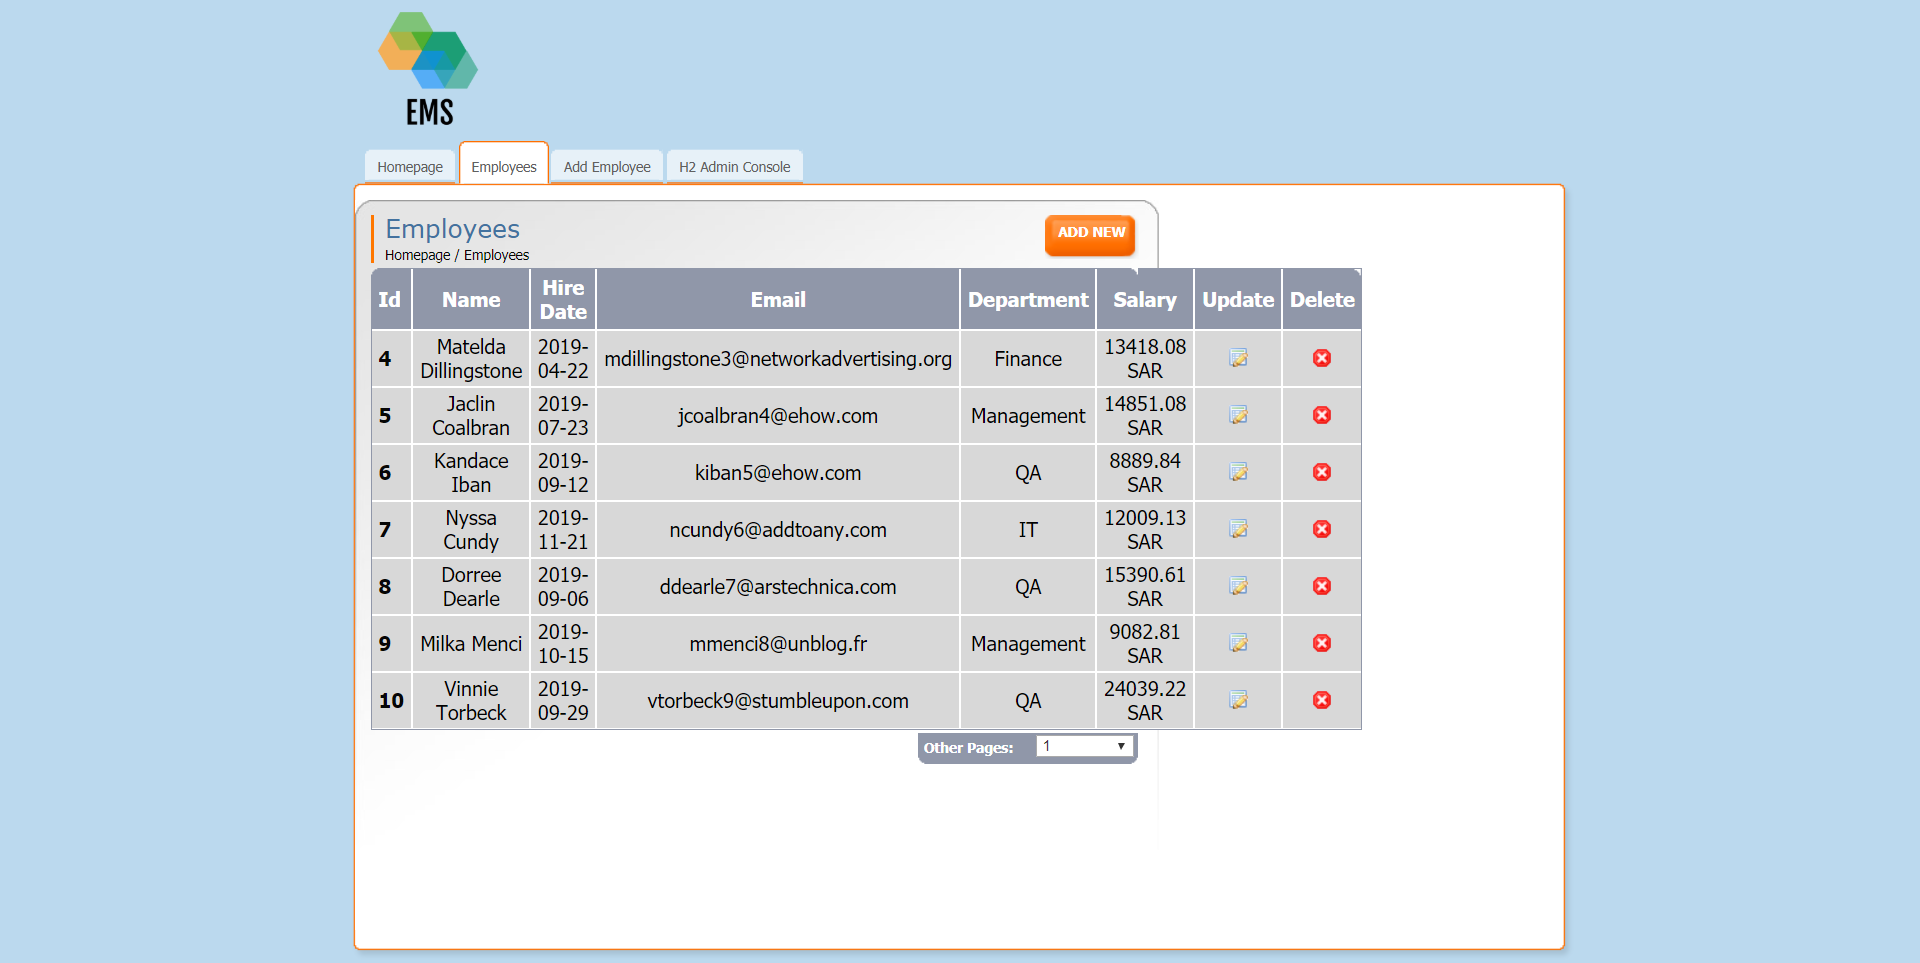 EMS
Homepage Employees Add Employee H2 Admin Console
Employees
ADD NEW
Homepage / Employees
Id Name Hire Date Email Department Salary Update Delete
4 Matelda Dillingstone 2019-04-22 mdillingstone3@networkadvertising.org Finance 13418.08 SAR
5 Jaclin Coalbran 2019-07-23 jcoalbran4@ehow.com Management 14851.08 SAR
6 Kandace Iban 2019-09-12 kiban5@ehow.com QA 8889.84 SAR
7 Nyssa Cundy 2019-11-21 ncundy6@addtoany.com IT 12009.13 SAR
8 Dorree Dearle 2019-09-06 ddearle7@arstechnica.com QA 15390.61 SAR
9 Milka Menci 2019-10-15 mmenci8@unblog.fr Management 9082.81 SAR
10 Vinnie Torbeck 2019-09-29 vtorbeck9@stumbleupon.com QA 24039.22 SAR
Other Pages: 1